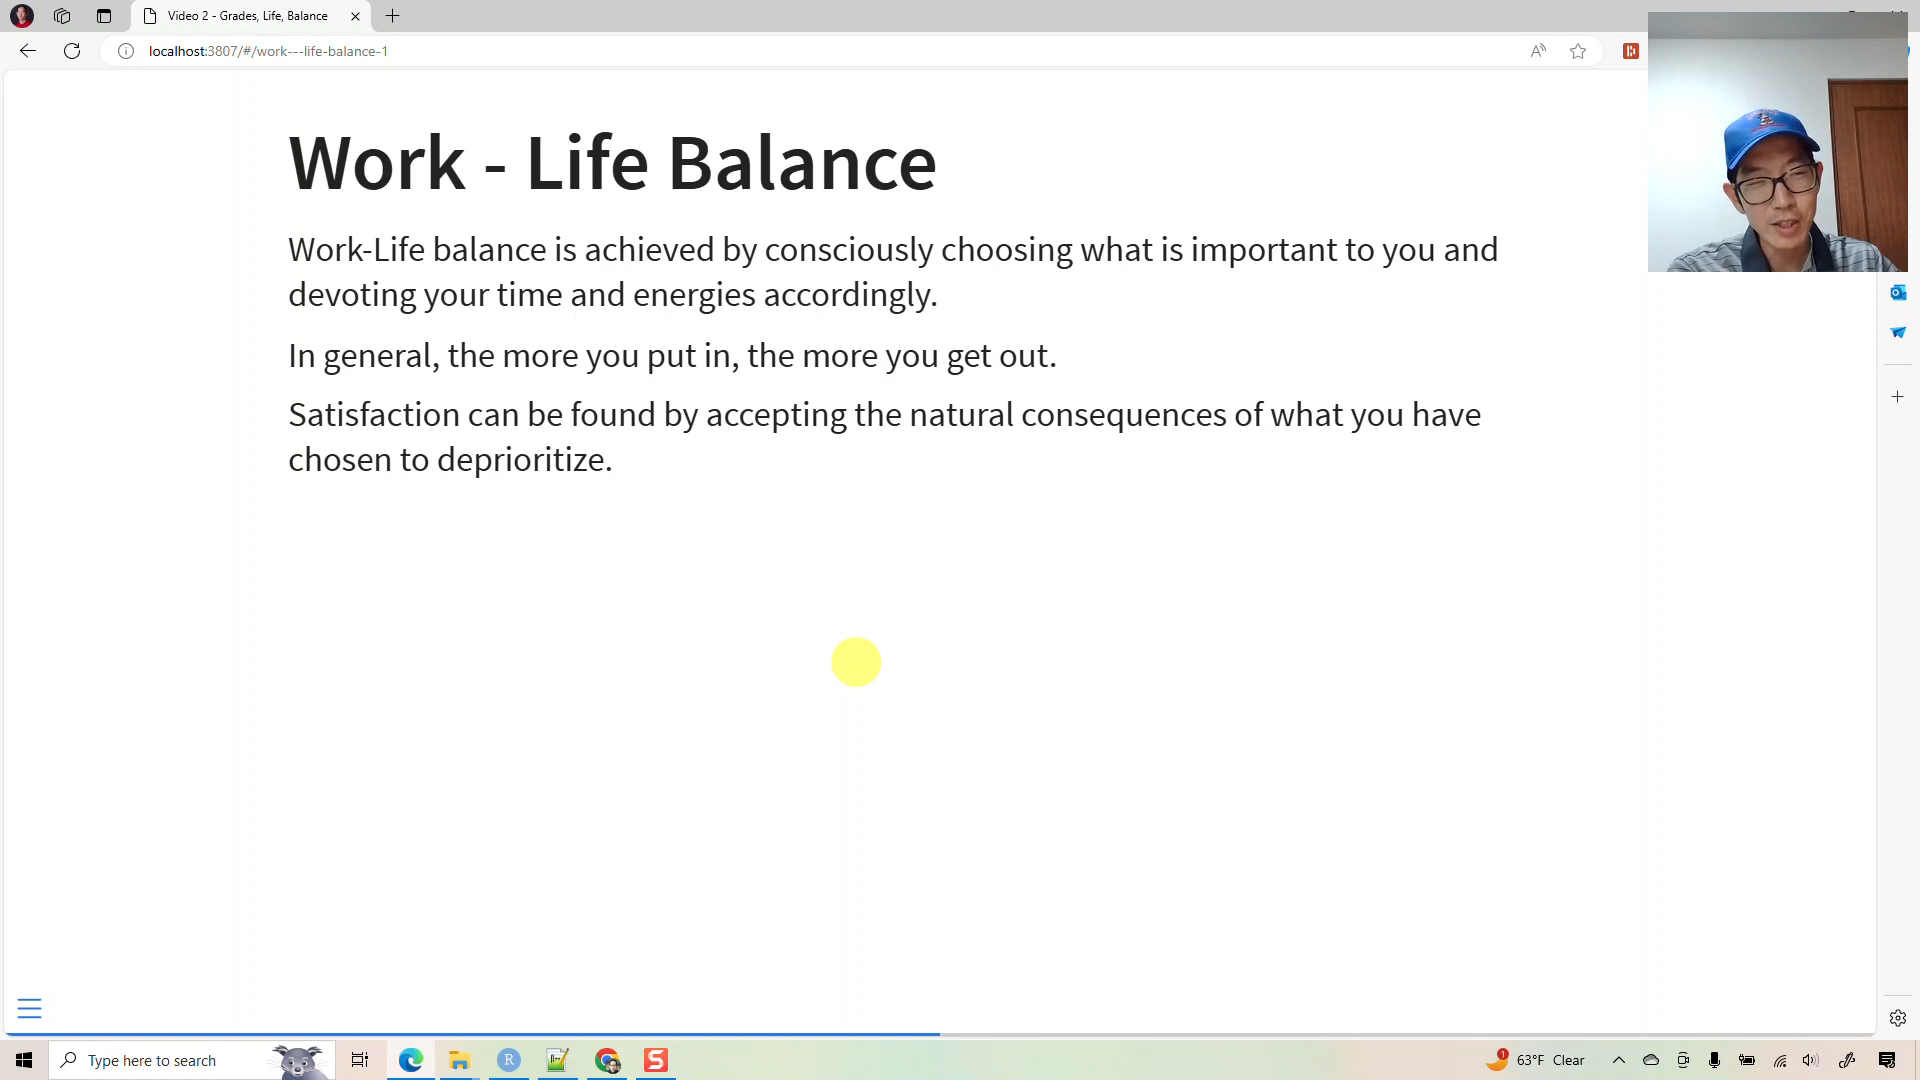 Video 2 - Grades, Life, Balance
localhost:3807/#/work---life-balance-1
Work - Life Balance
Work-Life balance is achieved by consciously choosing what is important to you and
devoting your time and energies accordingly.
In general, the more you put in, the more you get out.
Satisfaction can be found by accepting the natural consequences of what you have
chosen to deprioritize.
Type here to search
R
S
1
63°F Clear